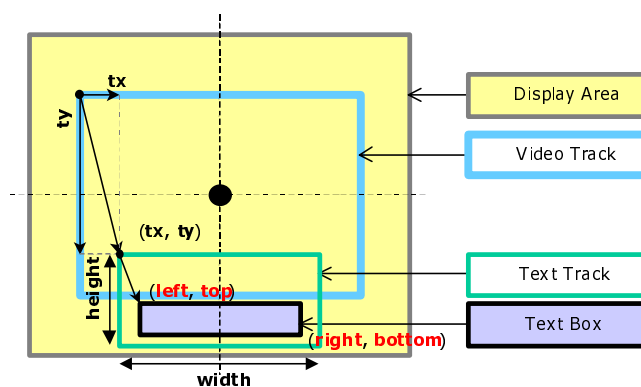 tx
Display Area
ty
Video Track
(tx, ty)
Text Track
height
(left, top)
Text Box
(right, bottom)
width